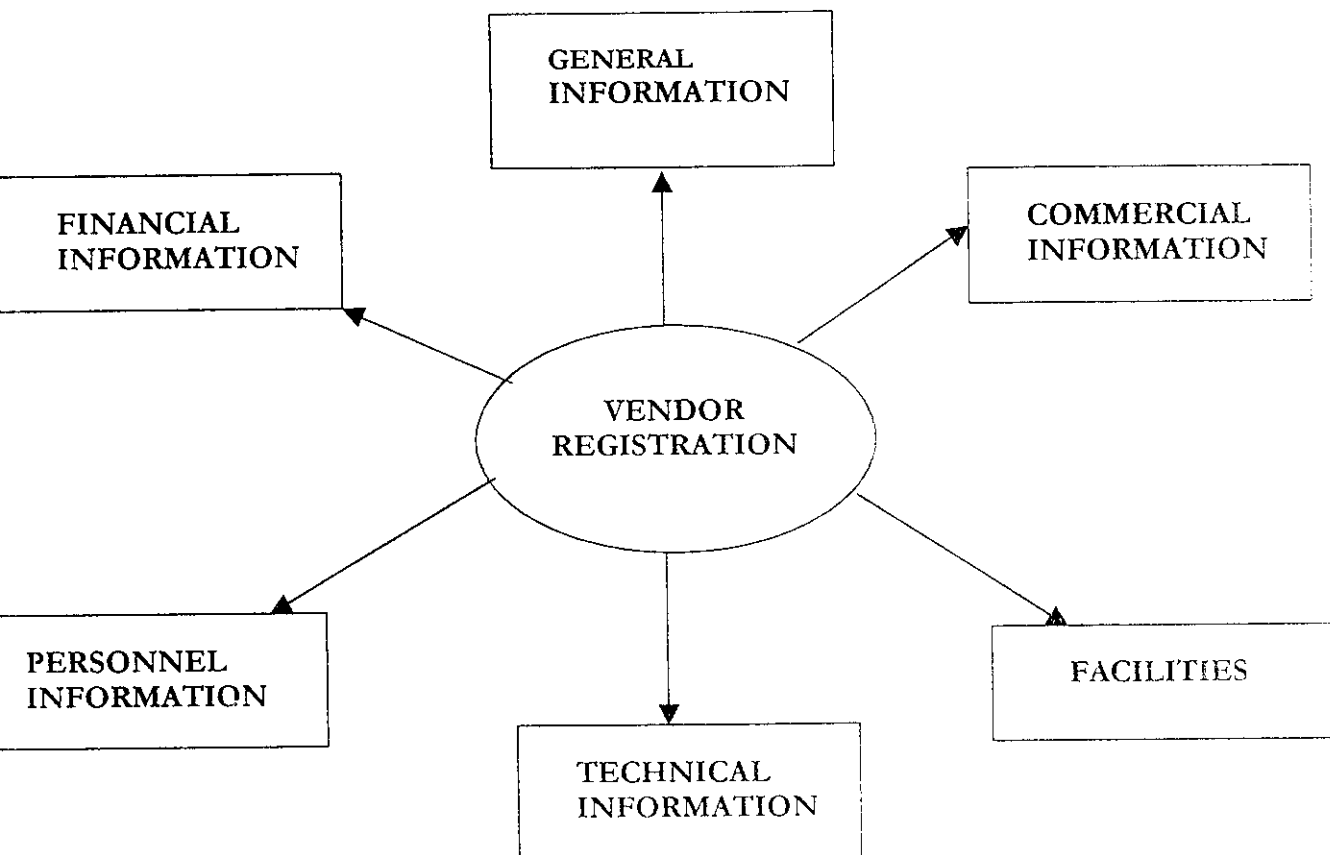 GENERAL
INFORMATION
FINANCIAL
INFORMATION
COMMERCIAL
INFORMATION
VENDOR
REGISTRATION
PERSONNEL
INFORMATION
FACILITIES
TECHNICAL
INFORMATION